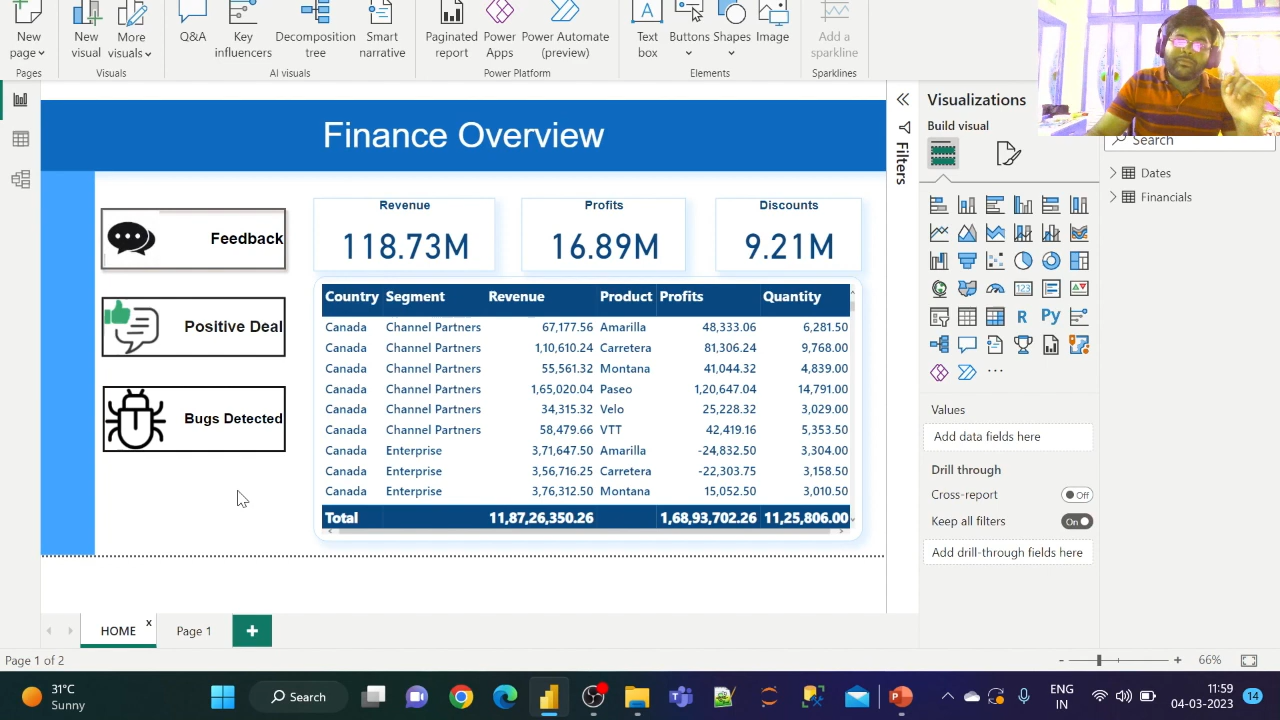 New page
New visual
More visuals
Visuals
Pages
Q&A
Key influencers
Decomposition tree
Smart narrative
AI visuals
Paginated report
Power Apps
Power Automate (preview)
Power Platform
Text box
Buttons
Shapes
Image
Elements
Add a sparkline
Sparklines
Finance Overview
Feedback
Positive Deal
Bugs Detected
Revenue
118.73M
Profits
16.89M
Discounts
9.21M
Country Segment Revenue Product Profits Quantity
Canada Channel Partners 67,177.56 Amarilla 48,333.06 6,281.50
Canada Channel Partners 1,10,610.24 Carretera 81,306.24 9,768.00
Canada Channel Partners 55,561.32 Montana 41,044.32 4,839.00
Canada Channel Partners 1,65,020.04 Paseo 1,20,647.04 14,791.00
Canada Channel Partners 34,315.32 Velo 25,228.32 3,029.00
Canada Channel Partners 58,479.66 VTT 42,419.16 5,353.50
Canada Enterprise 3,71,647.50 Amarilla -24,832.50 3,304.00
Canada Enterprise 3,56,716.25 Carretera -22,303.75 3,158.50
Canada Enterprise 3,76,312.50 Montana 15,052.50 3,010.50
Total 11,87,26,350.26 1,68,93,702.26 11,25,806.00
Filters
Visualizations
Build visual
R Py
123
Values
Add data fields here
Drill through
Cross-report Off
Keep all filters On
Add drill-through fields here
Search
Dates
Financials
HOME x
Page 1
+
Page 1 of 2
- + 66%
31°C
Sunny
Search
ENG
IN
11:59
04-03-2023
14